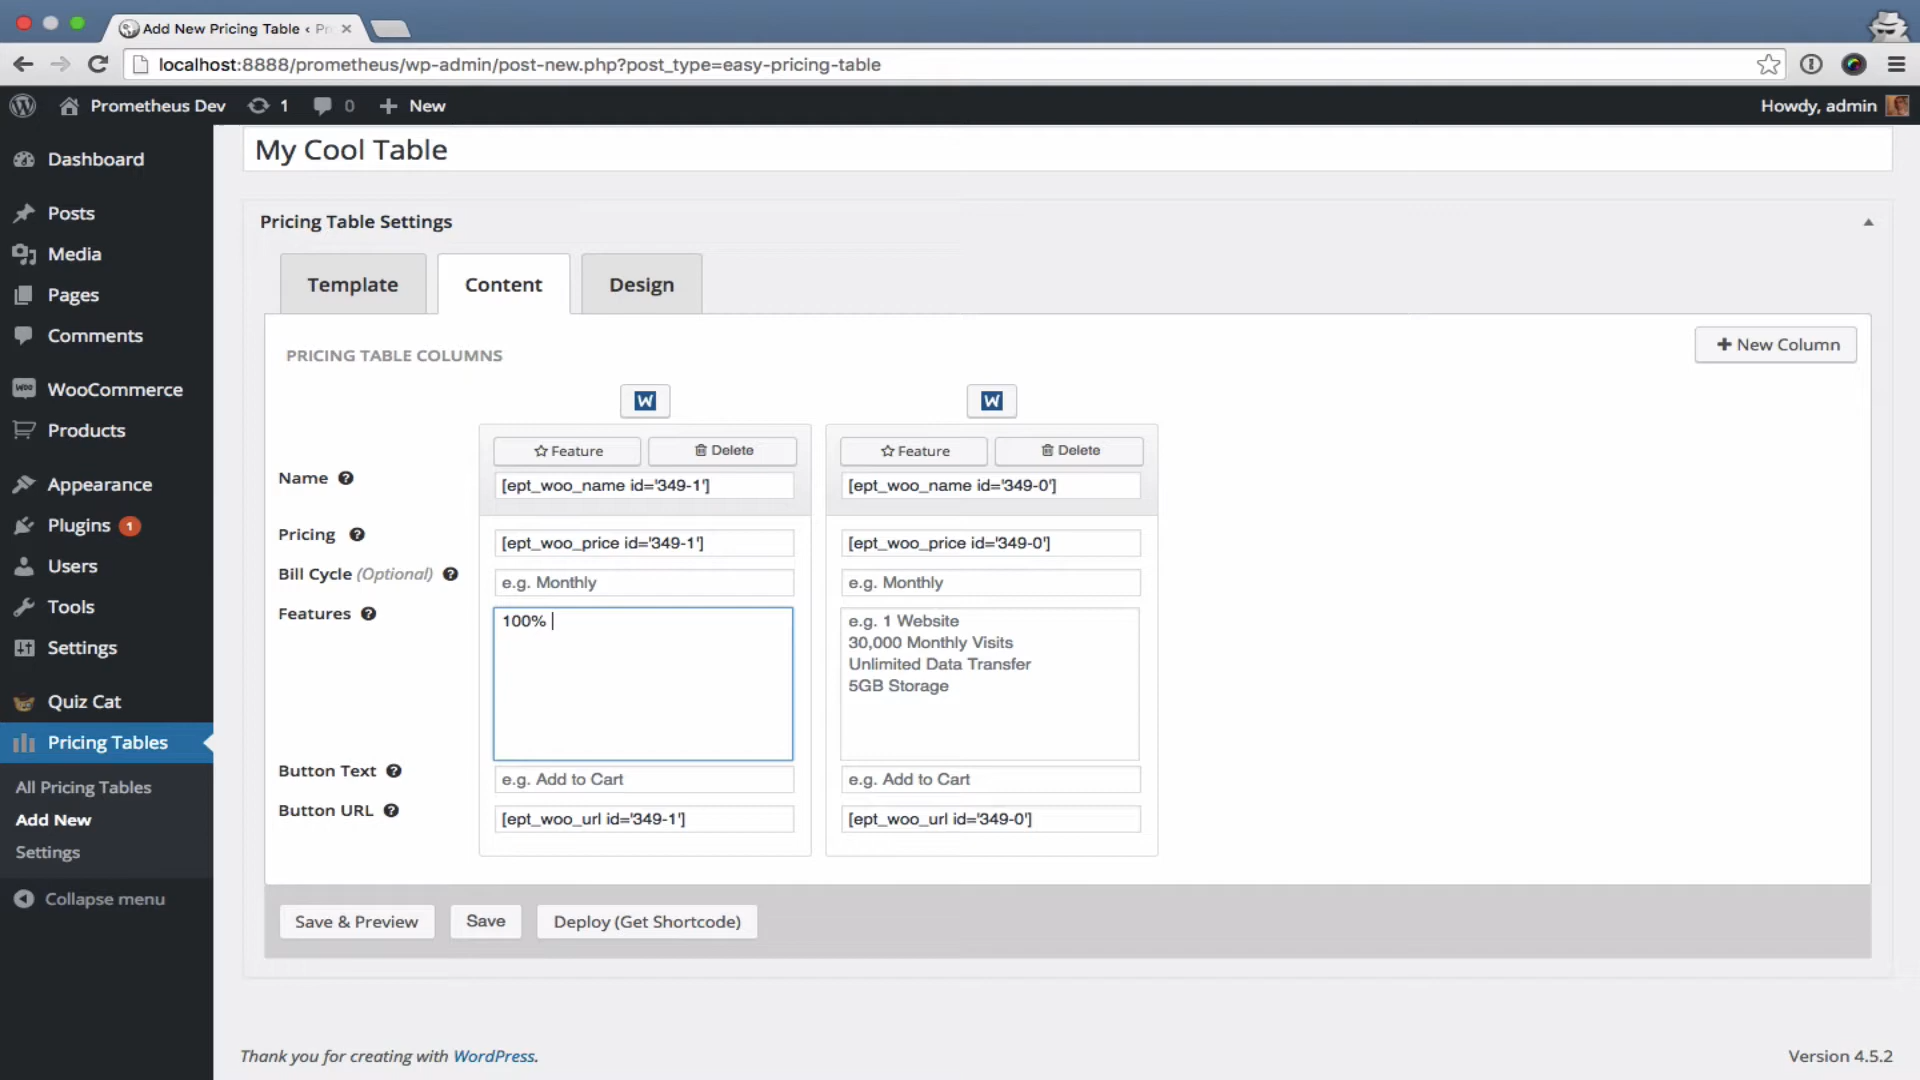 Add New Pricing Table ‹ Pr
localhost:8888/prometheus/wp-admin/post-new.php?post_type=easy-pricing-table
Prometheus Dev 1 0 New Howdy, admin
Dashboard
Posts
Media
Pages
Comments
WooCommerce
Products
Appearance
Plugins 1
Users
Tools
Settings
Quiz Cat
Pricing Tables
All Pricing Tables
Add New
Settings
Collapse menu
My Cool Table
Pricing Table Settings
Template Content Design
PRICING TABLE COLUMNS
New Column
W W
Feature Delete Feature Delete
Name [ept_woo_name id='349-1'] [ept_woo_name id='349-0']
Pricing [ept_woo_price id='349-1'] [ept_woo_price id='349-0']
Bill Cycle (Optional) e.g. Monthly e.g. Monthly
Features 100% e.g. 1 Website
30,000 Monthly Visits
Unlimited Data Transfer
5GB Storage
Button Text e.g. Add to Cart e.g. Add to Cart
Button URL [ept_woo_url id='349-1'] [ept_woo_url id='349-0']
Save & Preview Save Deploy (Get Shortcode)
Thank you for creating with WordPress. Version 4.5.2